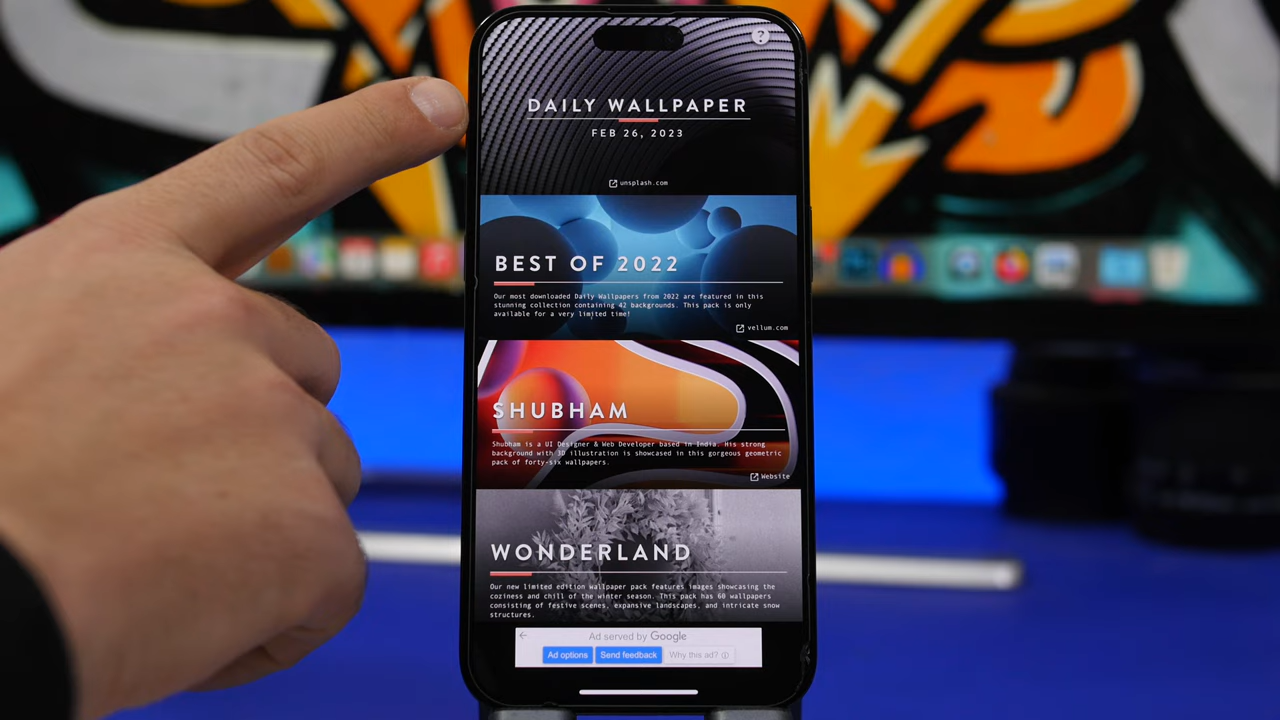 ?
DAILY WALLPAPER
FEB 26, 2023
unsplash.com
BEST OF 2022
Our most downloaded Daily Wallpapers from 2022 are featured in this
stunning collection containing 42 backgrounds. This pack is only
available for a very limited time!
vellum.com
SHUBHAM
Shubham is a UI Designer & Web Developer based in India. His strong
background with 3D illustration is showcased in this gorgeous geometric
pack of forty-six wallpapers.
Website
WONDERLAND
Our new limited edition wallpaper pack features images showcasing the
coziness and chill of the winter season. This pack has 60 wallpapers
consisting of festive scenes, expansive landscapes, and intricate snow
structures.
Ad served by Google
Ad options Send feedback Why this ad?